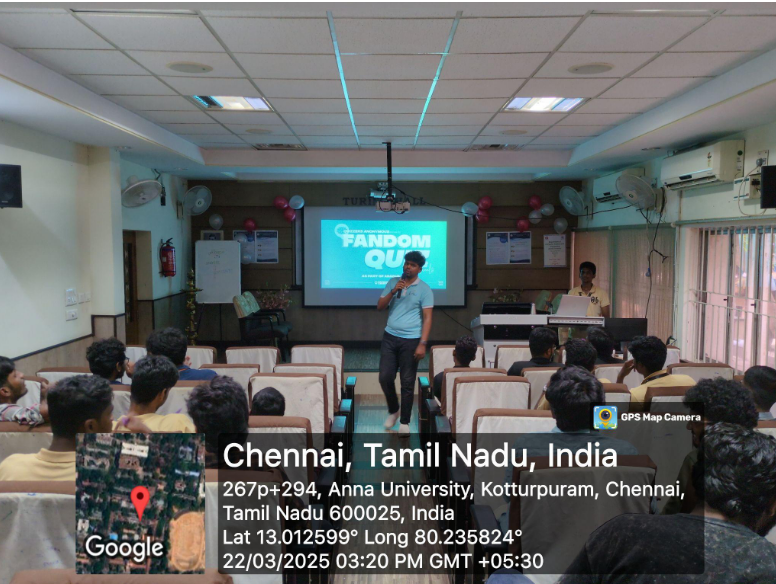 FANDOM
GPS Map Camera
Chennai, Tamil Nadu, India
267p+294, Anna University, Kotturpuram, Chennai,
Tamil Nadu 600025, India
Lat 13.012599° Long 80.235824°
22/03/2025 03:20 PM GMT +05:30
Google